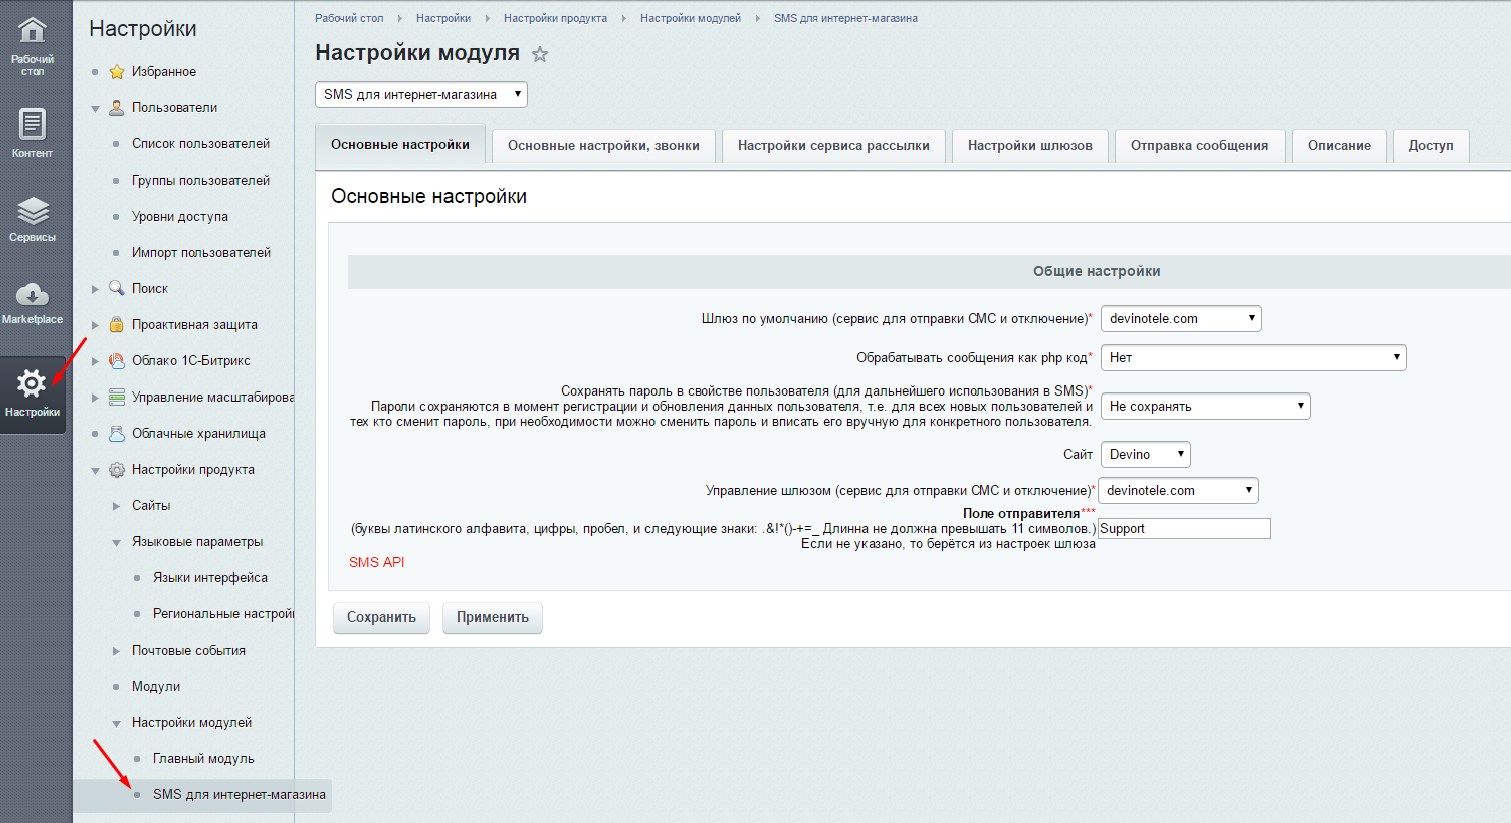 Рабочий
стол
Контент
Сервисы
Marketplace
Настройки
Настройки
Избранное
Пользователи
Список пользователей
Группы пользователей
Уровни доступа
Импорт пользователей
Поиск
Проактивная защита
Облако 1С-Битрикс
Управление масштабирова
Облачные хранилища
Настройки продукта
Сайты
Языковые параметры
Языки интерфейса
Региональные настрой
Почтовые события
Модули
Настройки модулей
Главный модуль
SMS для интернет-магазина
Рабочий стол Настройки Настройки продукта Настройки модулей SMS для интернет-магазина
Настройки модуля
SMS для интернет-магазина
Основные настройки Основные настройки, звонки Настройки сервиса рассылки Настройки шлюзов Отправка сообщения Описание Доступ
Основные настройки
Общие настройки
Шлюз по умолчанию (сервис для отправки СМС и отключение)* devinotele.com
Обрабатывать сообщения как php код* Нет
Сохранять пароль в свойстве пользователя (для дальнейшего использования в SMS)*
Пароли сохраняются в момент регистрации и обновления данных пользователя, т.е. для всех новых пользователей и
тех кто сменит пароль, при необходимости можно сменить пароль и вписать его вручную для конкретного пользователя.
Не сохранять
Сайт Devino
Управление шлюзом (сервис для отправки СМС и отключение)* devinotele.com
Поле отправителя***
(буквы латинского алфавита, цифры, пробел, и следующие знаки: .&!*()-+=_ Длинна не должна превышать 11 символов.) Support
Если не указано, то берётся из настроек шлюза
SMS API
Сохранить Применить